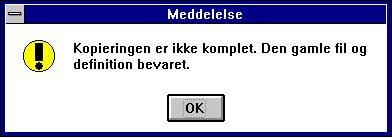 Meddelelse
Kopieringen er ikke komplet. Den gamle fil og
definition bevaret.
OK